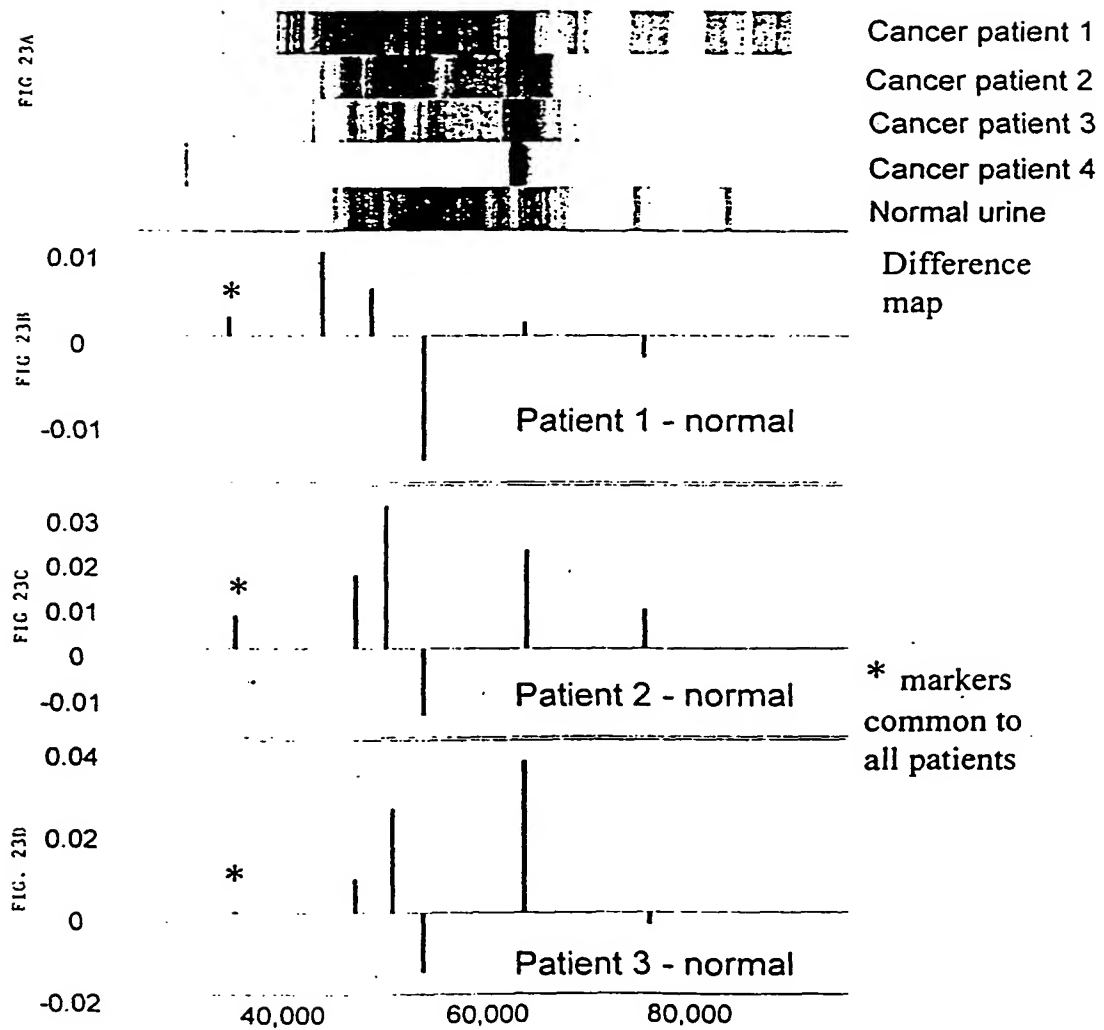 FIG 23A
Cancer patient 1
Cancer patient 2
Cancer patient 3
Cancer patient 4
Normal urine
FIG 23B
0.01
0
-0.01
*
Difference
map
Patient 1 - normal
FIG 23C
0.03
0.02
0.01
0
-0.01
*
Patient 2 - normal
* markers
common to
all patients
FIG. 23D
0.04
0.02
0
-0.02
*
Patient 3 - normal
40,000 60,000 80,000